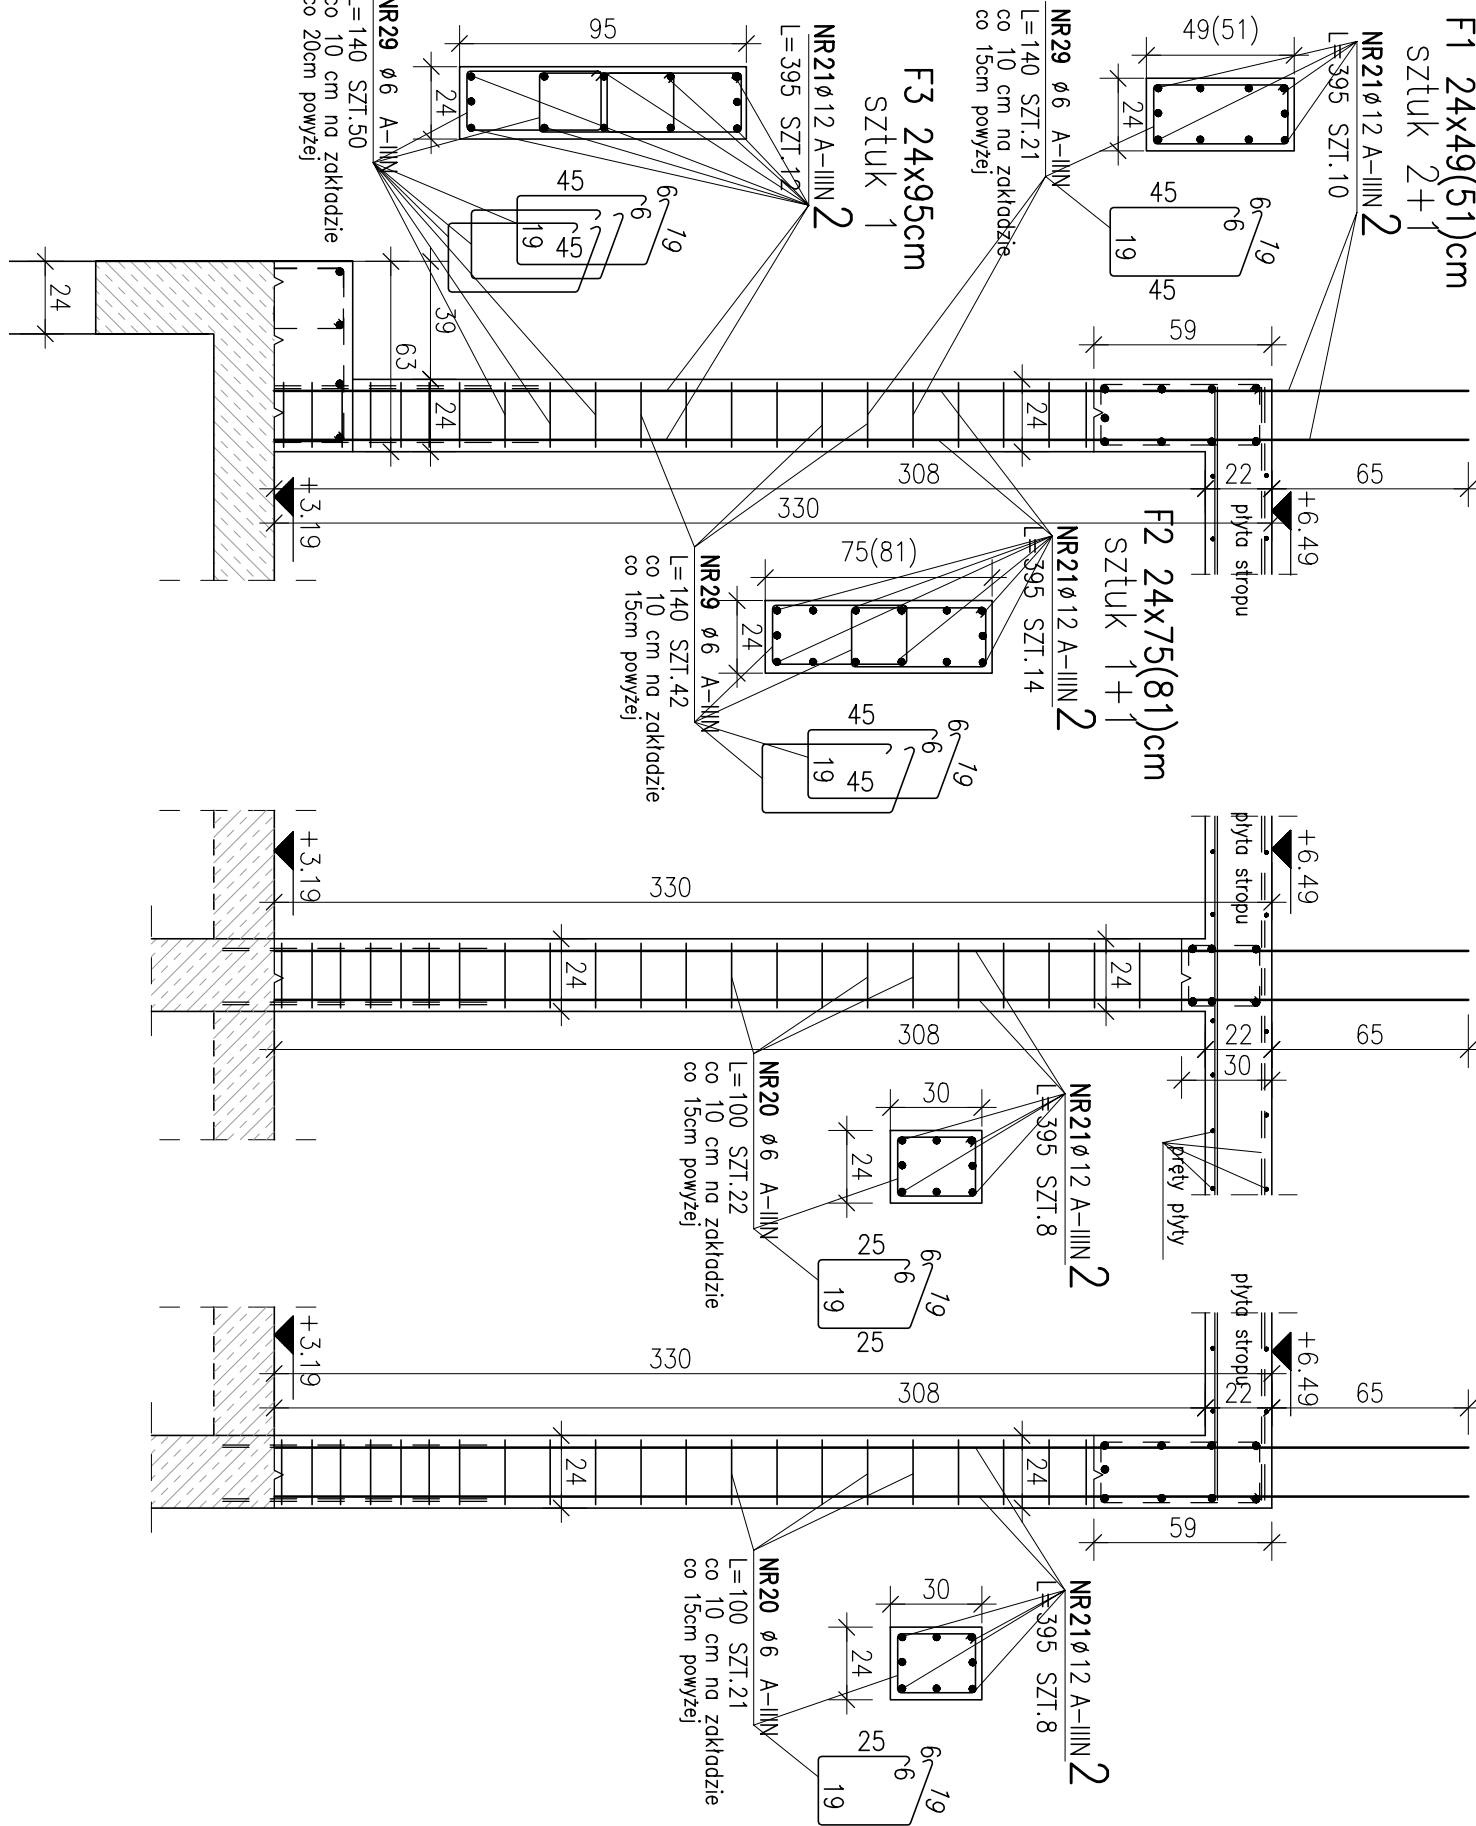 F1 24x49(51)cm
sztuk 2+1
NR21ø12 A-IIIN 2
L=395 SZT.10
49(51)
24
NR29 ø6 A-IIIN
L=140 SZT.21
co 10 cm na zakładzie
co 15cm powyżej
45
6
6
19
19
45
F3 24x95cm
sztuk 1
NR21ø12 A-IIIN 2
L=395 SZT.12
95
24
NR29 ø6 A-IIIN
L=140 SZT.50
co 10 cm na zakładzie
co 20cm powyżej
45
6
6
19
19
45
24
39
63
24
24
59
308
22
65
330
+3.19
+6.49
płyta stropu
F2 24x75(81)cm
sztuk 1+1
NR21ø12 A-IIIN 2
L=395 SZT.14
75(81)
24
NR29 ø6 A-IIIN
L=140 SZT.42
co 10 cm na zakładzie
co 15cm powyżej
45
6
6
19
19
45
+3.19
+6.49
płyta stropu
330
24
24
308
22
65
30
pręty płyty
NR21ø12 A-IIIN 2
L=395 SZT.8
30
24
NR20 ø6 A-IIIN
L=100 SZT.22
co 10 cm na zakładzie
co 15cm powyżej
25
6
6
19
19
25
+3.19
+6.49
płyta stropu
330
308
22
65
24
24
59
NR21ø12 A-IIIN 2
L=395 SZT.8
30
24
NR20 ø6 A-IIIN
L=100 SZT.21
co 10 cm na zakładzie
co 15cm powyżej
25
6
6
19
19